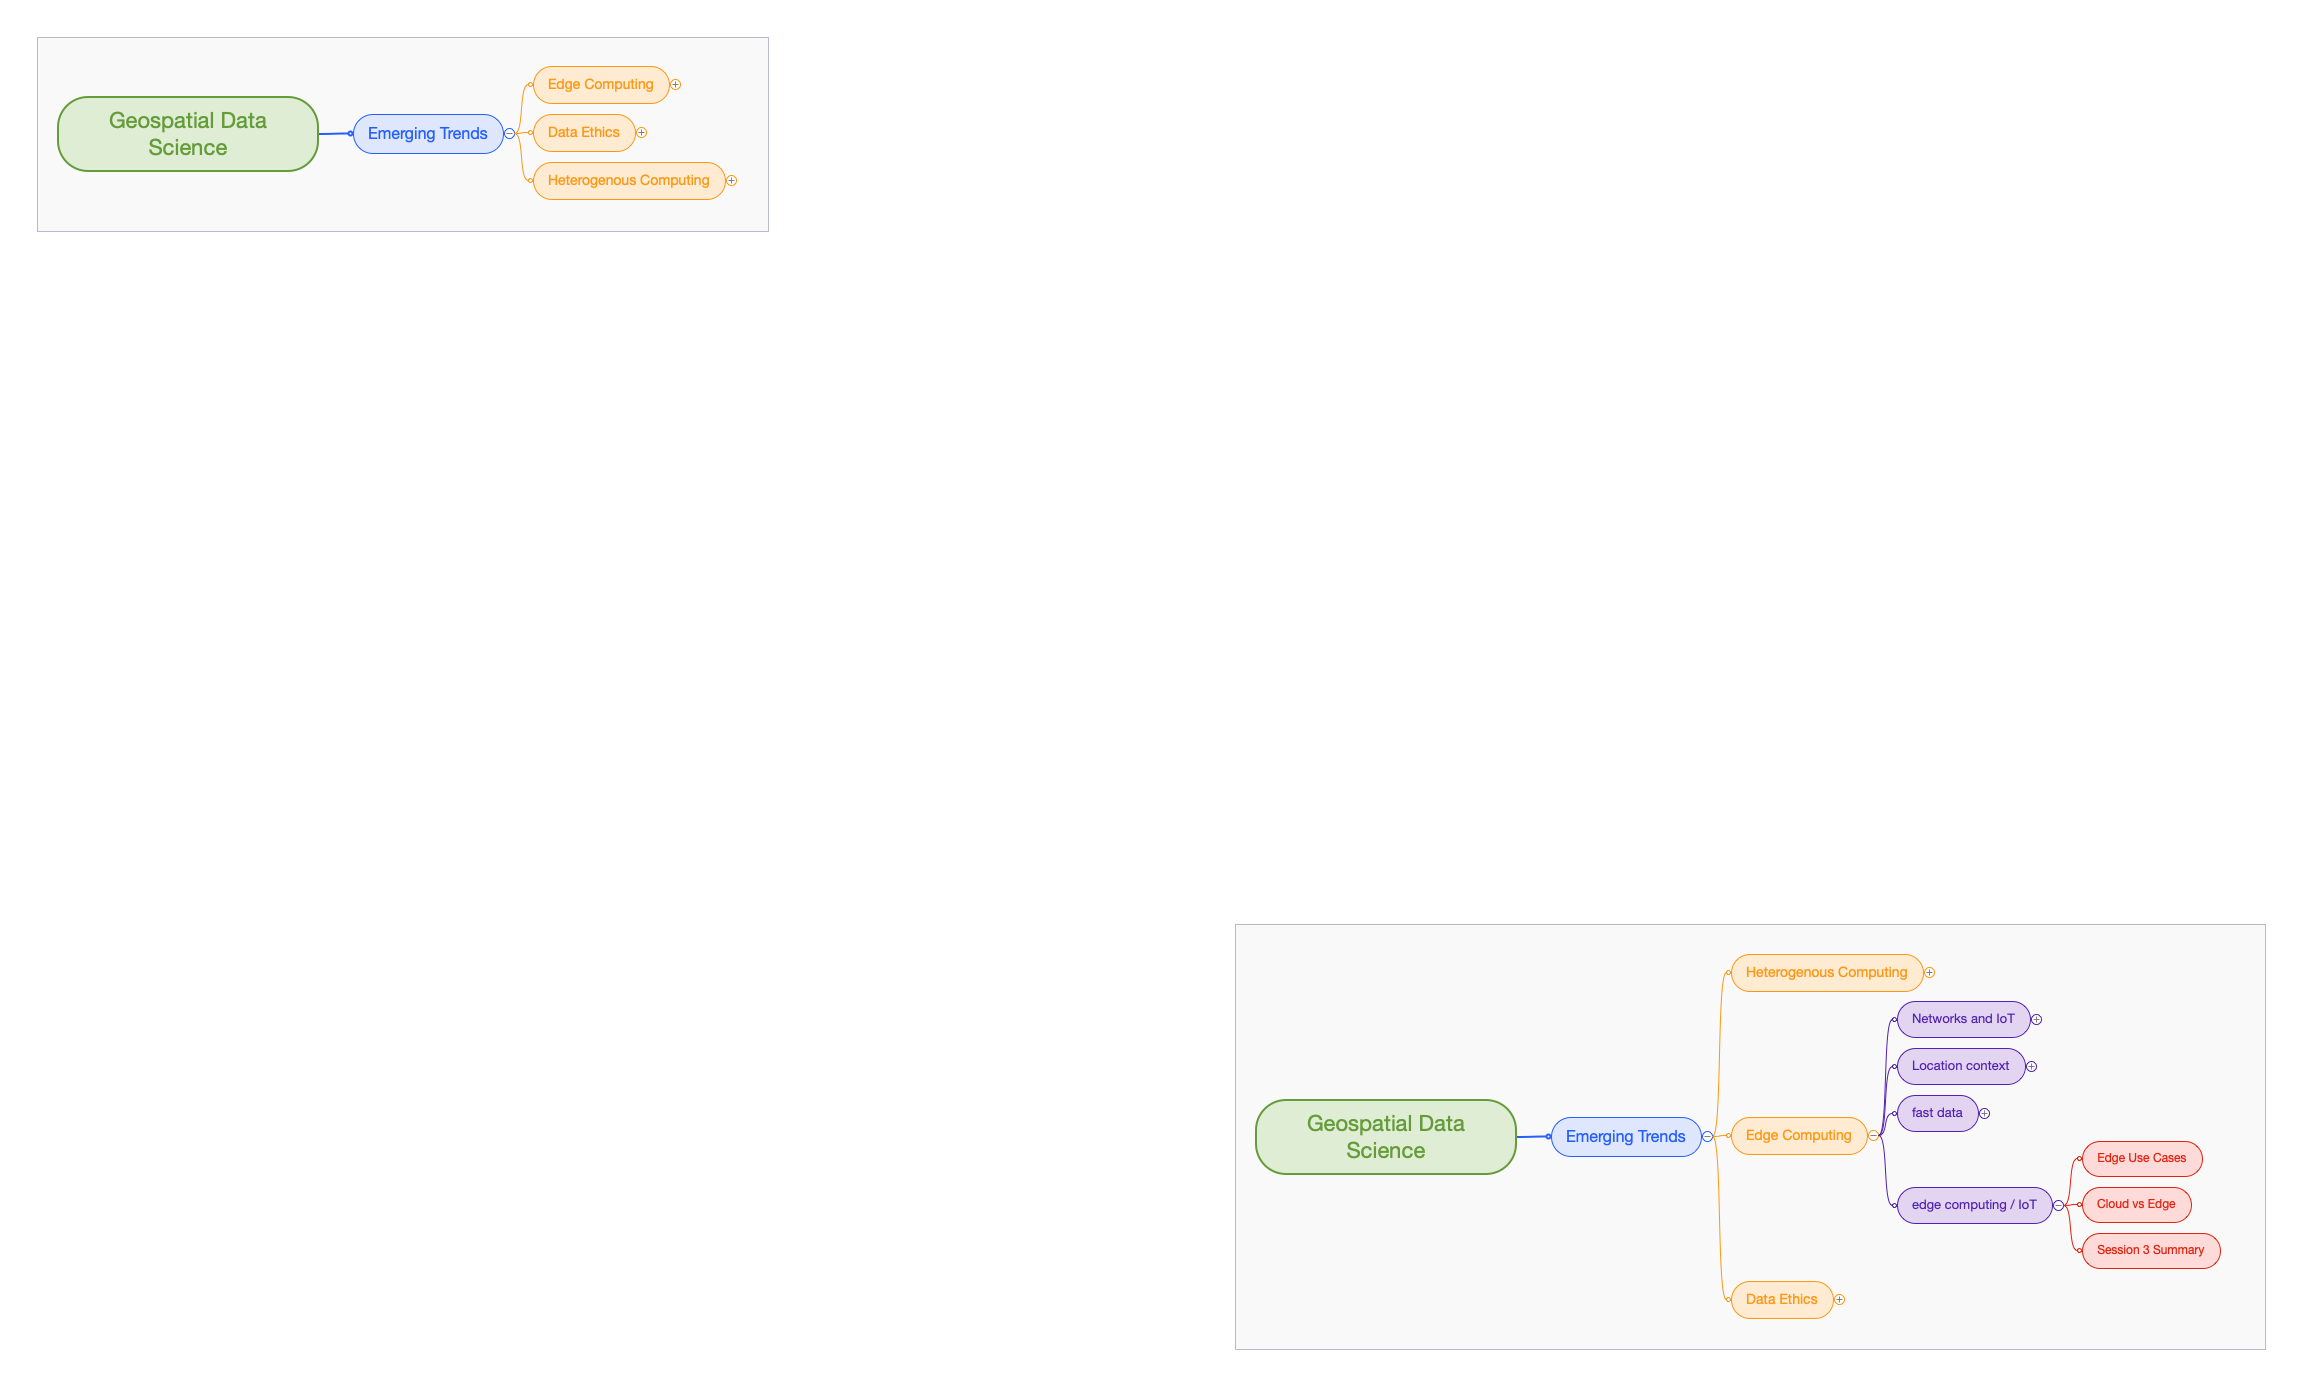 Geospatial Data
Science
Emerging Trends
Edge Computing
Data Ethics
Heterogenous Computing
Geospatial Data
Science
Emerging Trends
Heterogenous Computing
Edge Computing
Networks and IoT
Location context
fast data
edge computing / IoT
Edge Use Cases
Cloud vs Edge
Session 3 Summary
Data Ethics